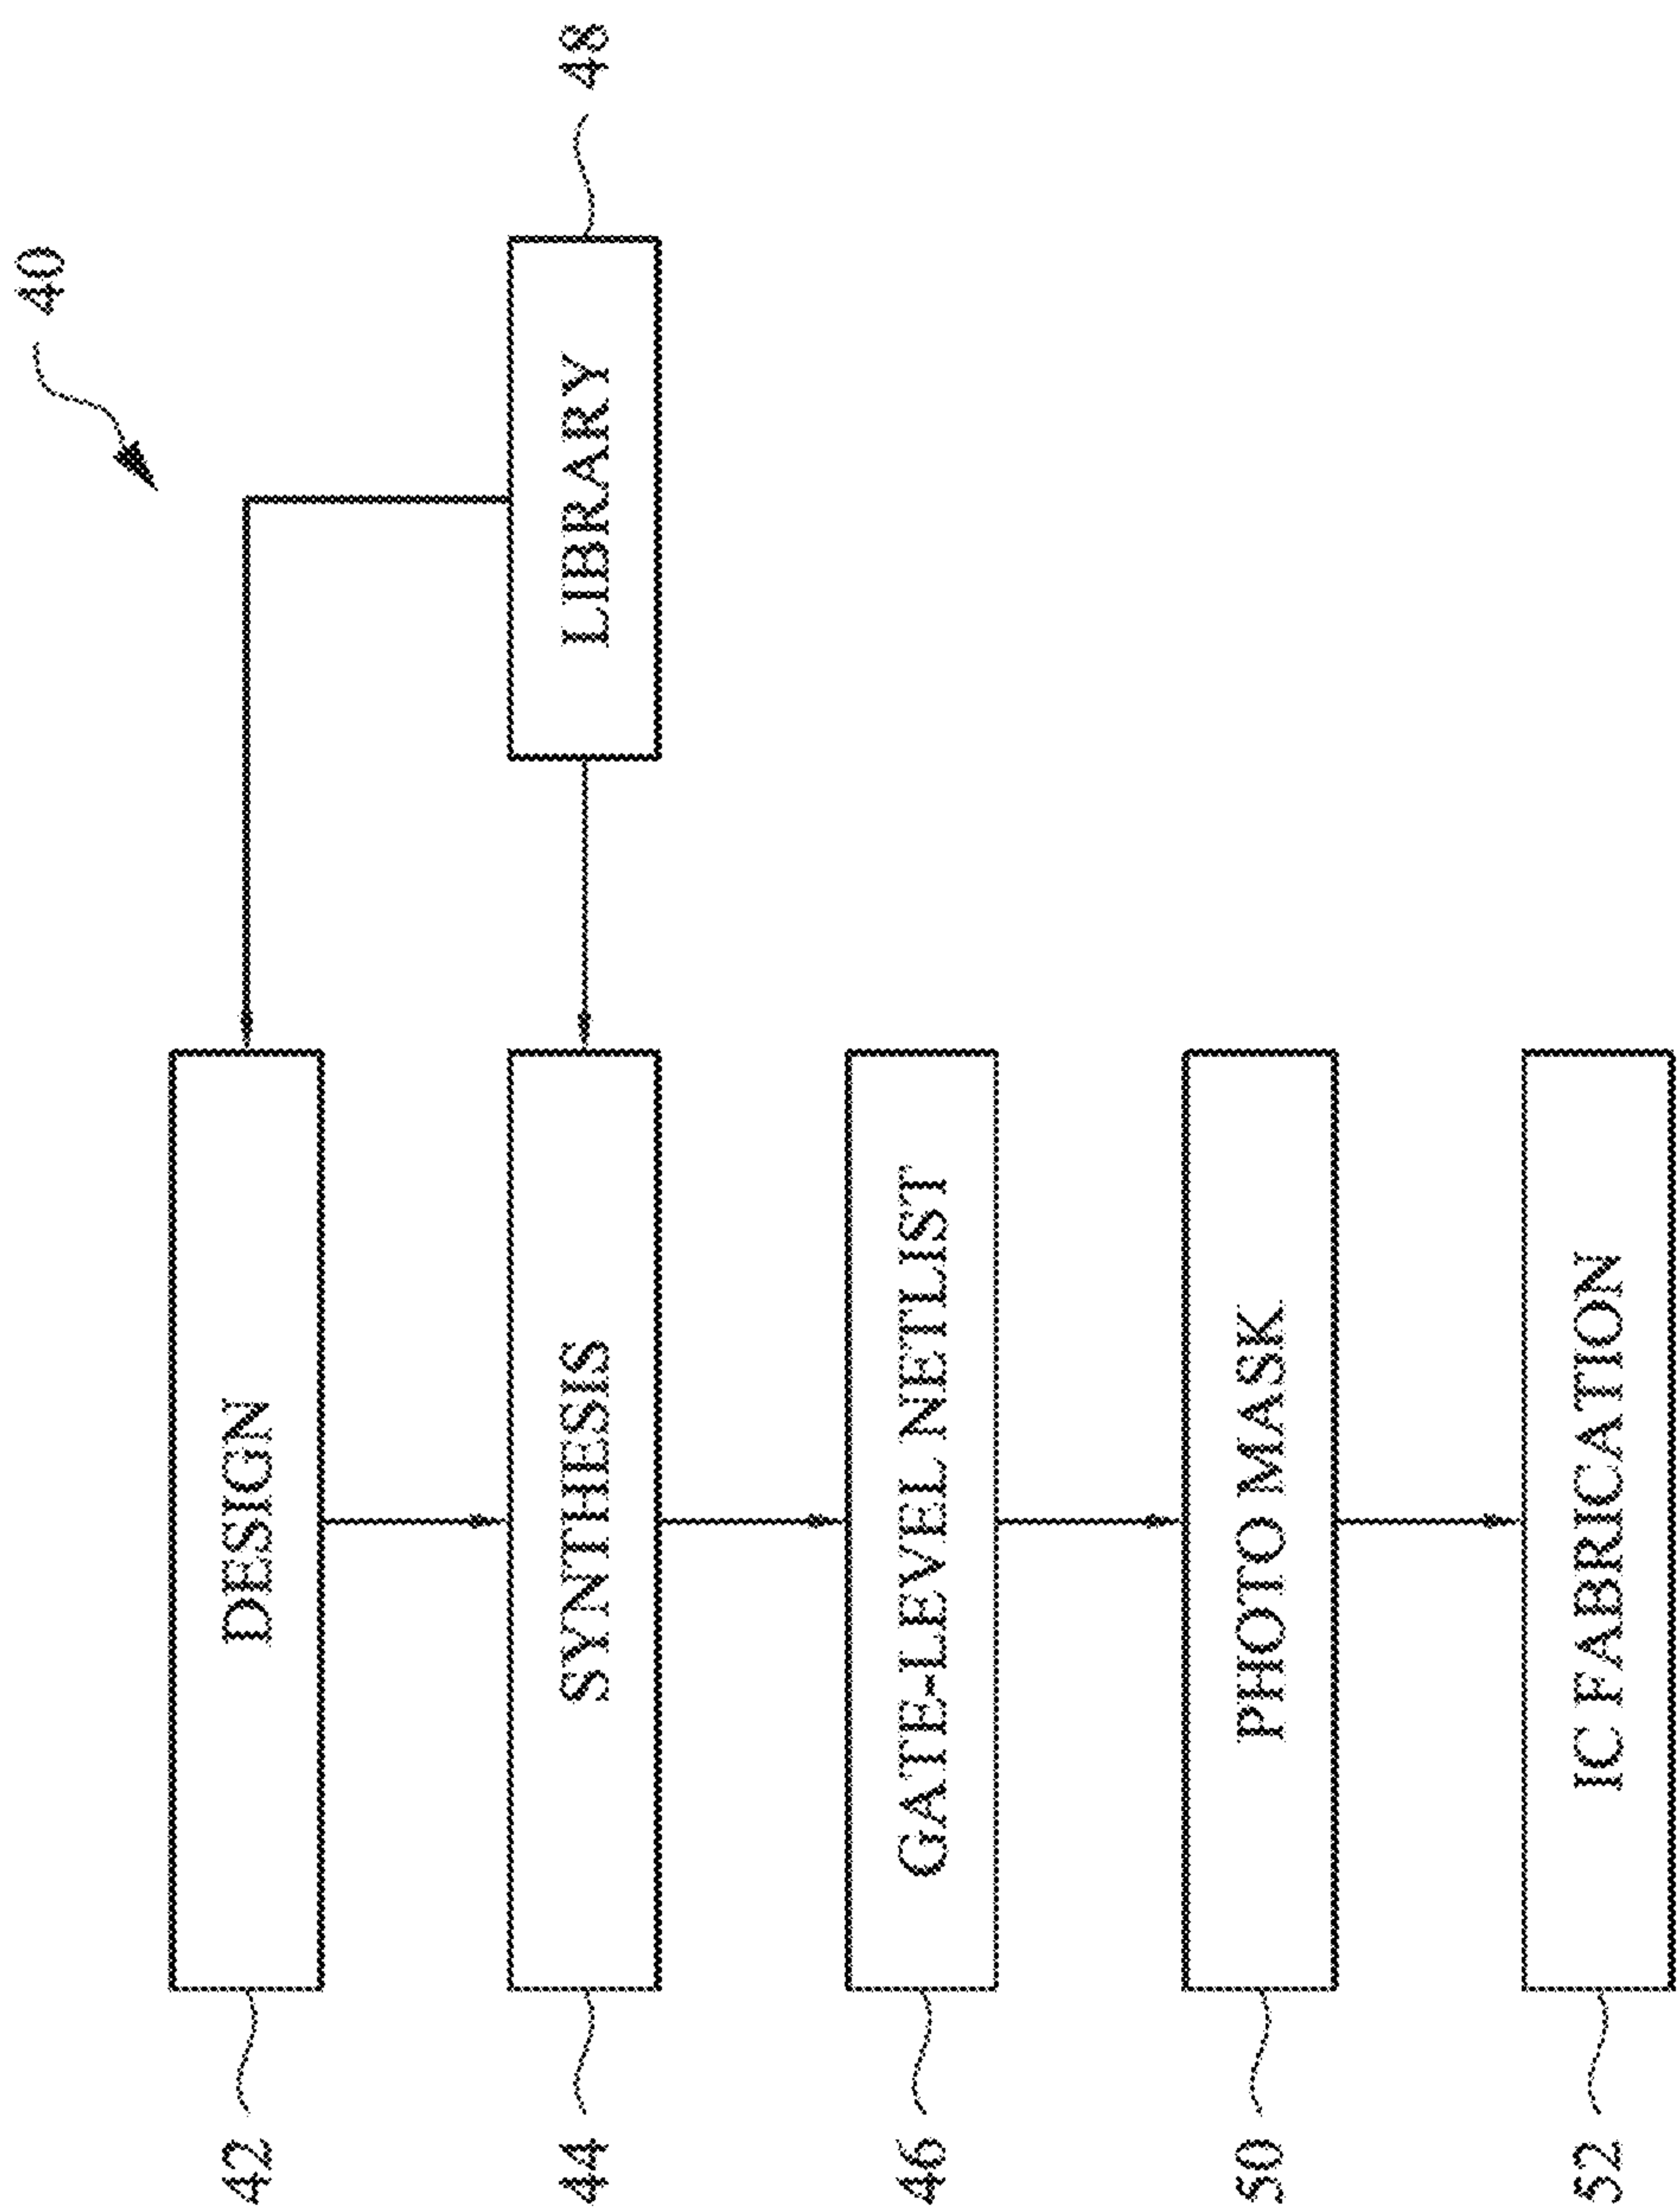 40
42
DESIGN
44
SYNTHESIS
LIBRARY
48
46
GATE-LEVEL NETLIST
50
PHOTO MASK
52
IC FABRICATION